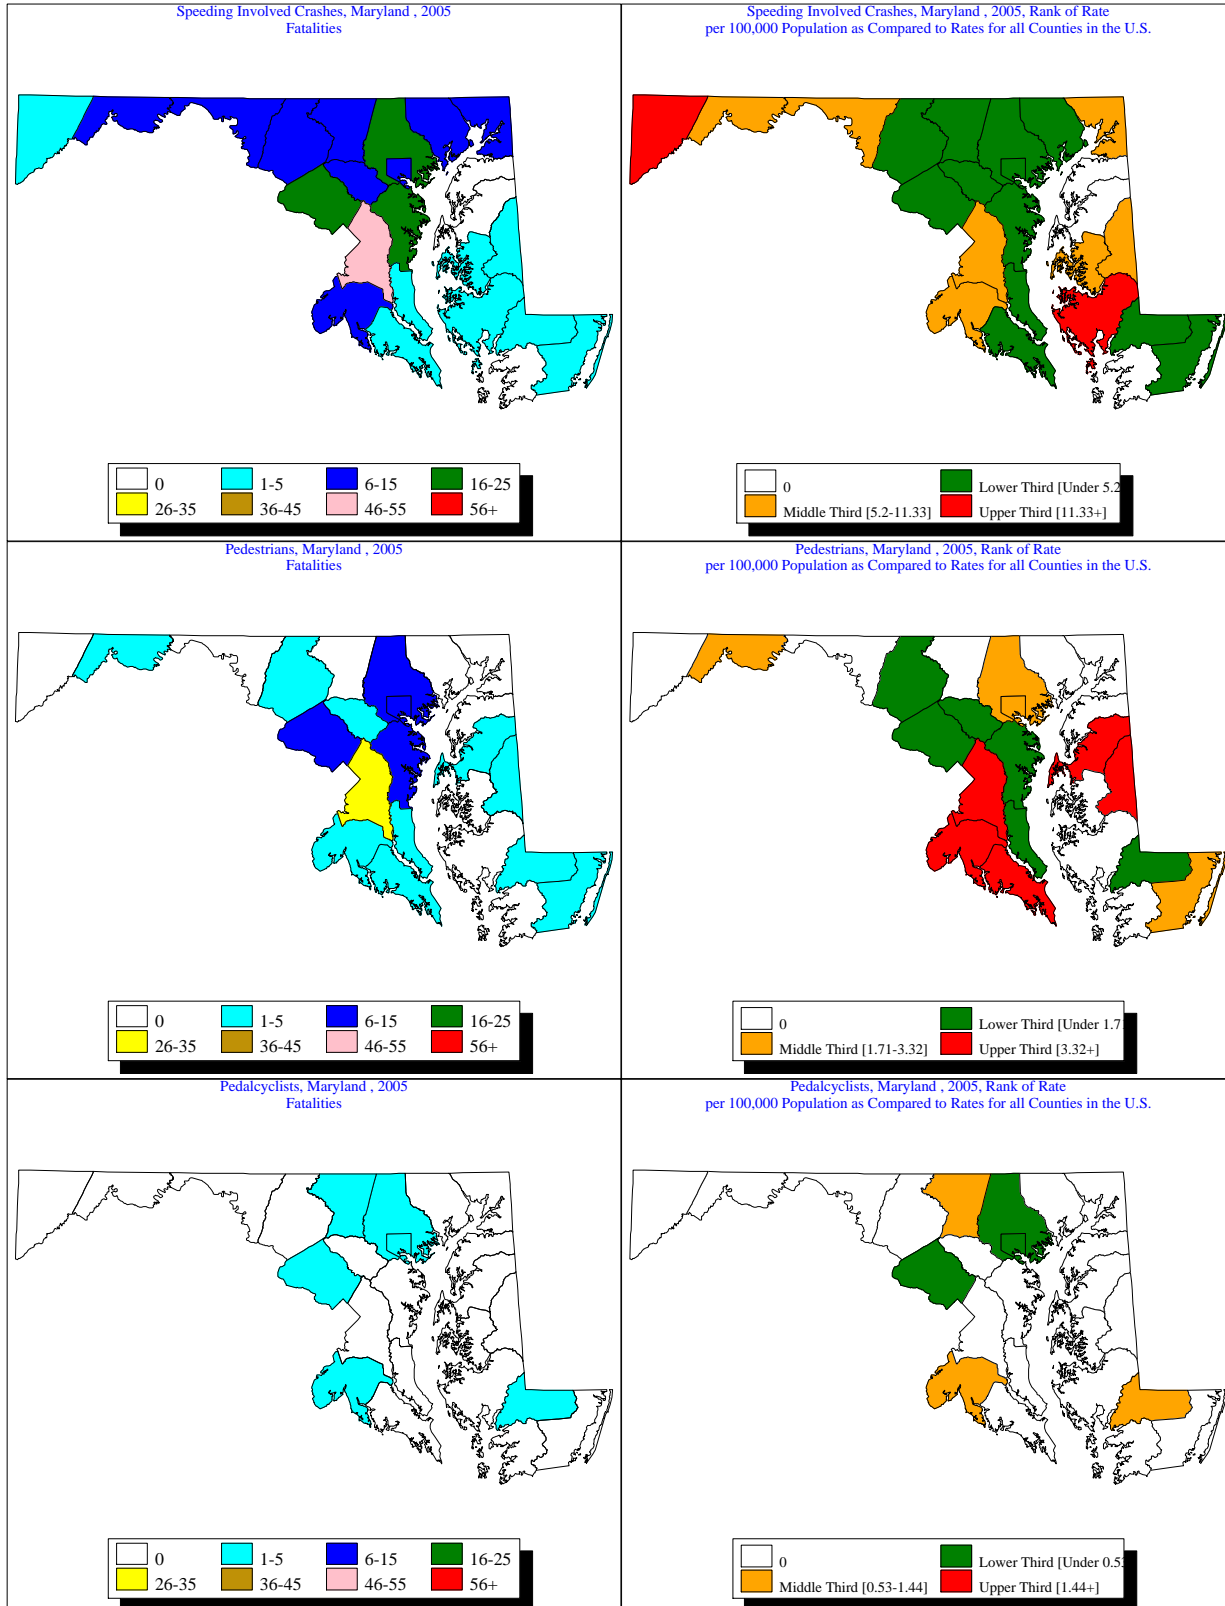 Speeding Involved Crashes, Maryland , 2005
Fatalities
0
1-5
6-15
16-25
26-35
36-45
46-55
56+
Speeding Involved Crashes, Maryland , 2005, Rank of Rate
per 100,000 Population as Compared to Rates for all Counties in the U.S.
0
Lower Third [Under 5.2
Middle Third [5.2-11.33]
Upper Third [11.33+]
Pedestrians, Maryland , 2005
Fatalities
0
1-5
6-15
16-25
26-35
36-45
46-55
56+
Pedestrians, Maryland , 2005, Rank of Rate
per 100,000 Population as Compared to Rates for all Counties in the U.S.
0
Lower Third [Under 1.7
Middle Third [1.71-3.32]
Upper Third [3.32+]
Pedalcyclists, Maryland , 2005
Fatalities
0
1-5
6-15
16-25
26-35
36-45
46-55
56+
Pedalcyclists, Maryland , 2005, Rank of Rate
per 100,000 Population as Compared to Rates for all Counties in the U.S.
0
Lower Third [Under 0.53
Middle Third [0.53-1.44]
Upper Third [1.44+]